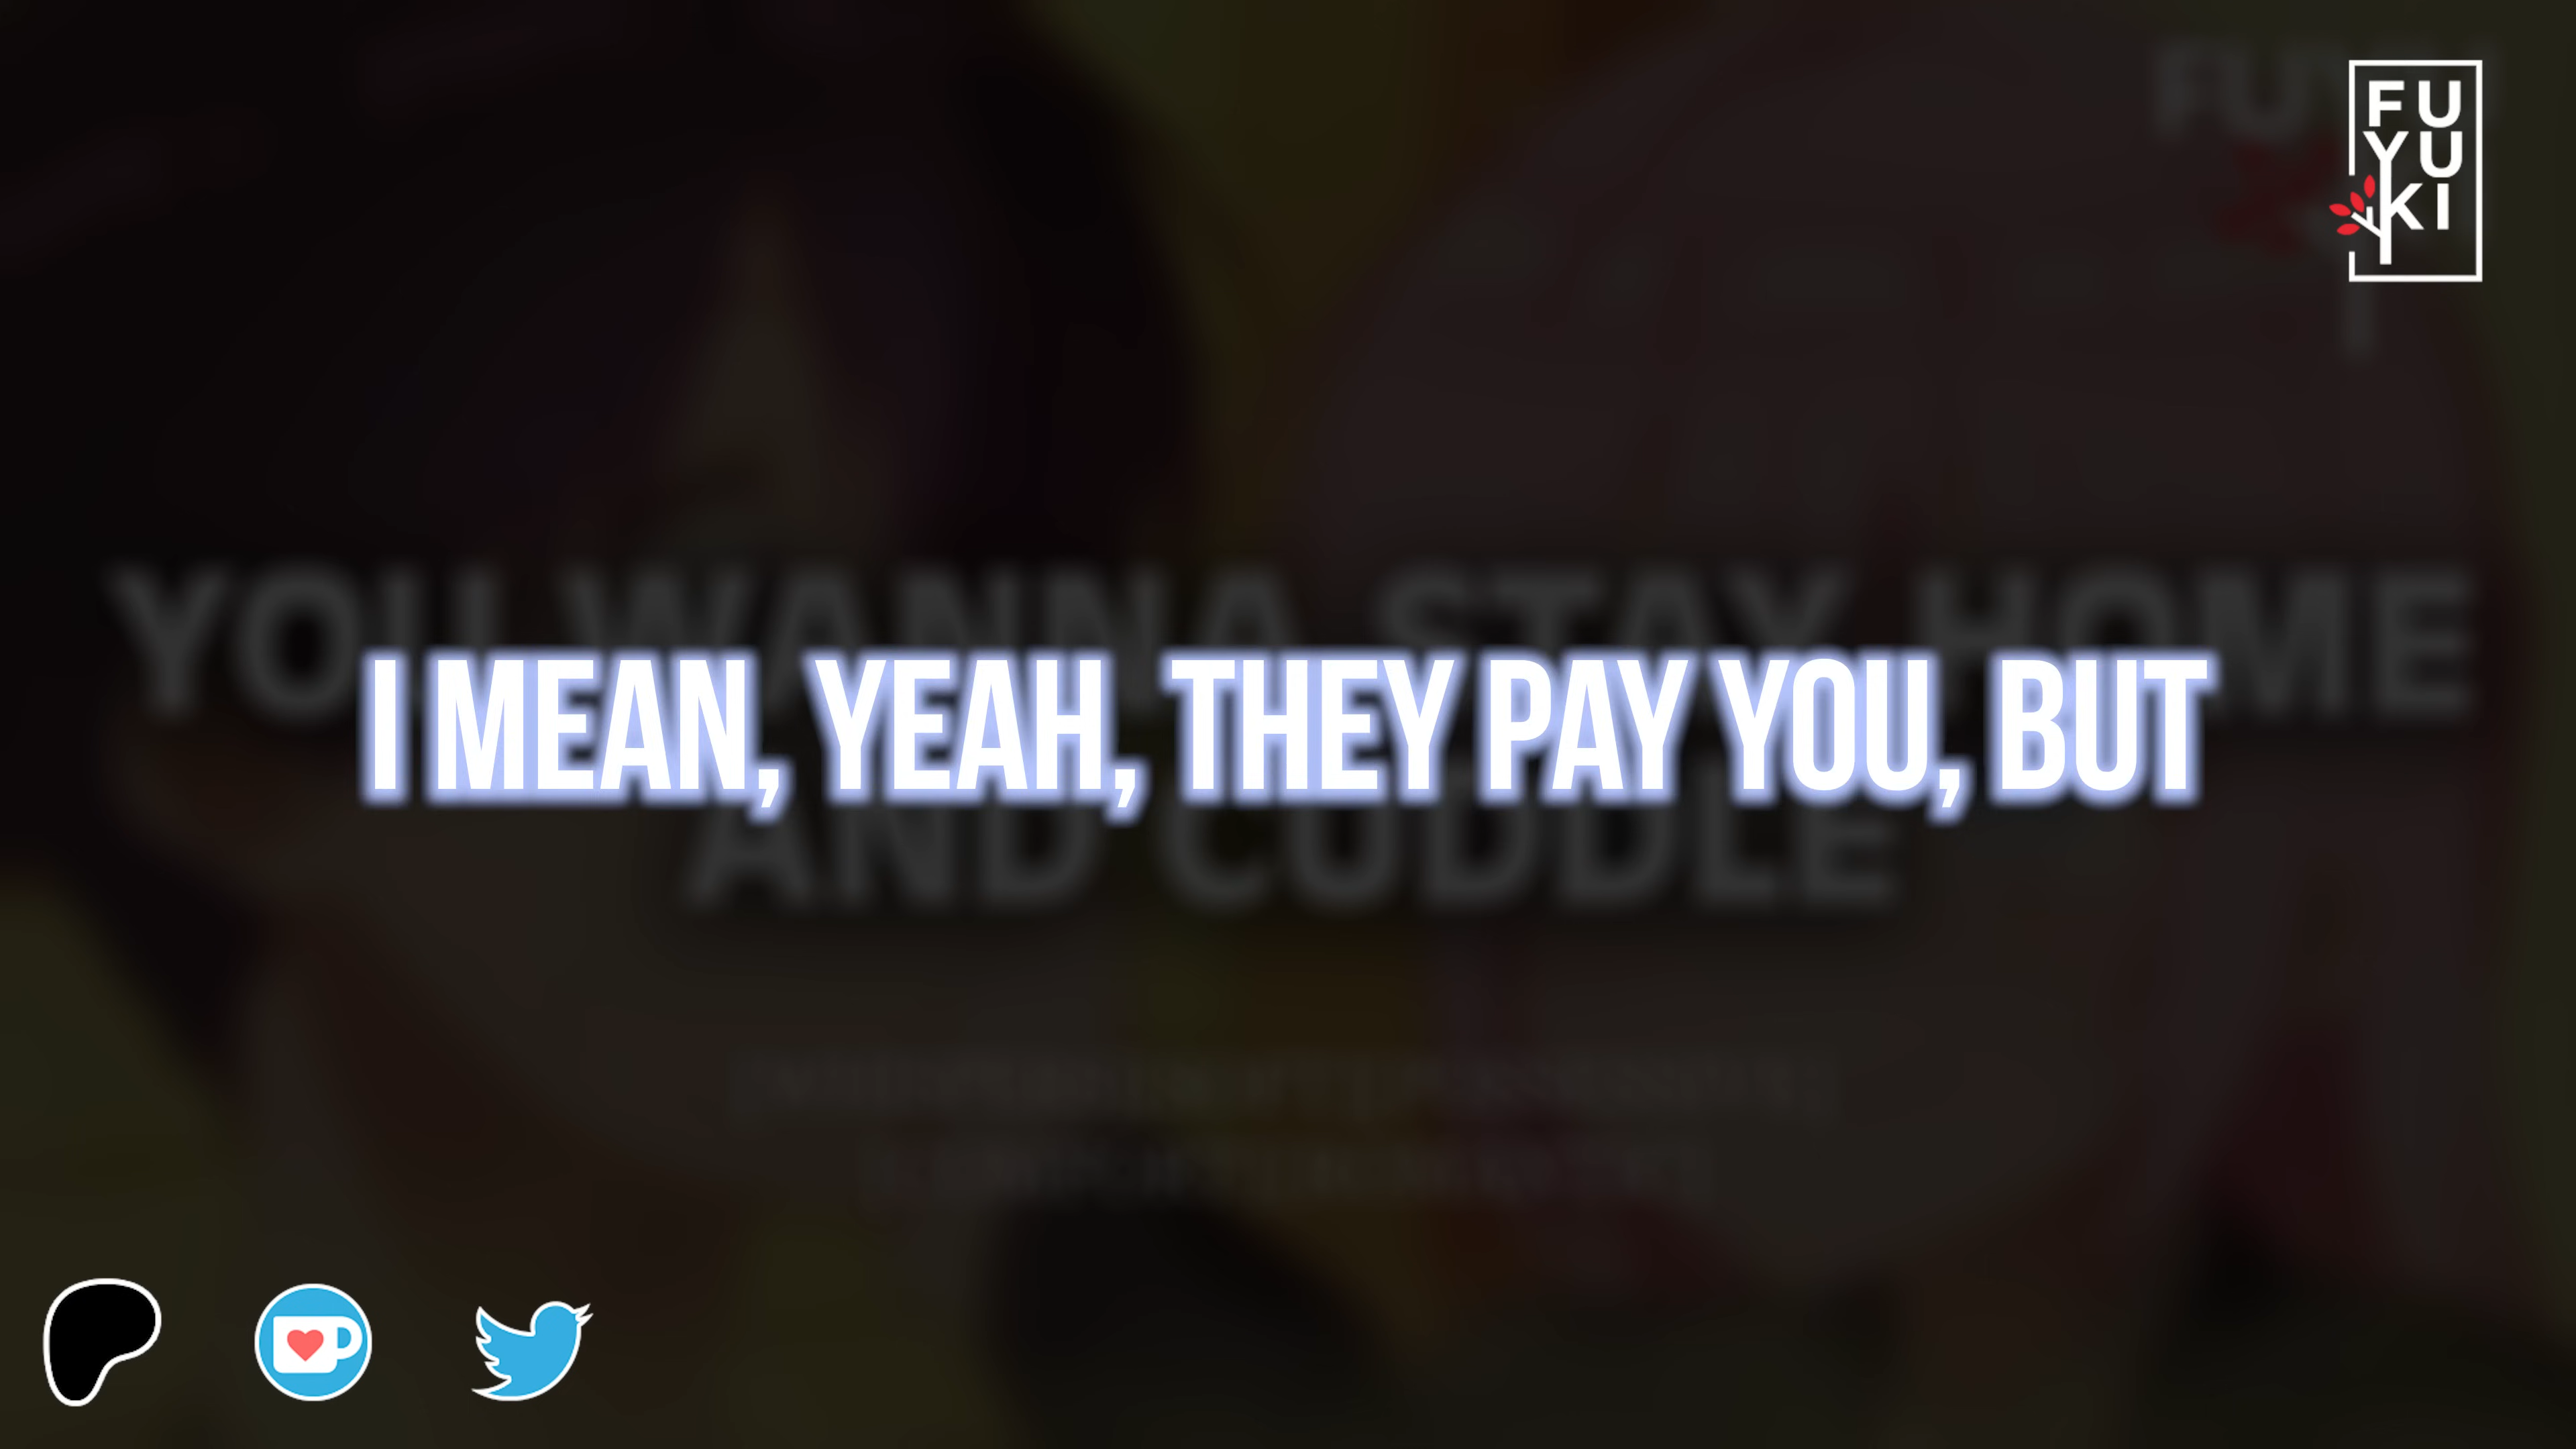 FU
YU
KI
YOU WANNA STAY HOME
I MEAN, YEAH, THEY PAY YOU, BUT
AND CUDDLE